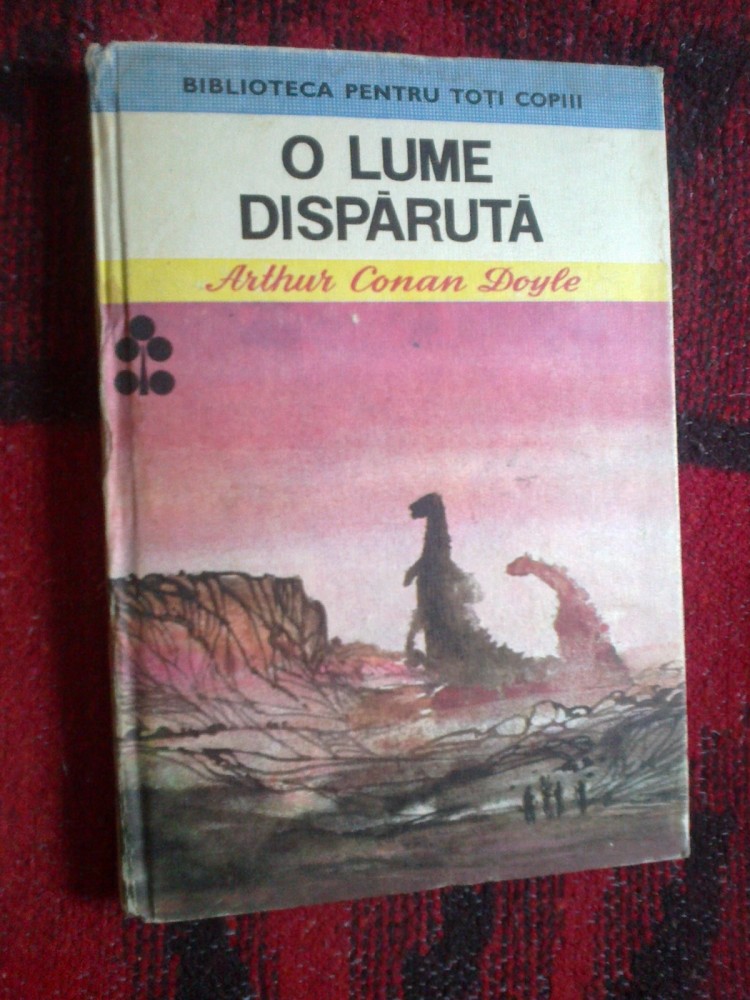 BIBLIOTECA PENTRU TOȚI COPIII
O LUME
DISPĂRUTĂ
Arthur Conan Doyle